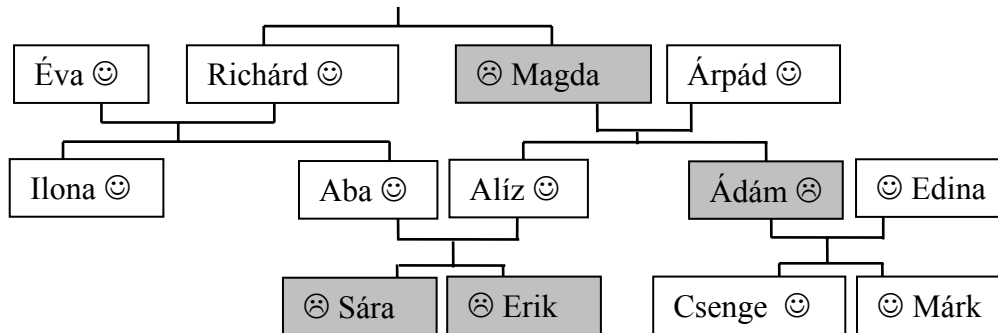 Éva ☺ Richárd ☺ ☹ Magda Árpád ☺
Ilona ☺ Aba ☺ Alíz ☺ Ádám ☹ ☺ Edina
☹ Sára ☹ Erik Csenge ☺ ☺ Márk